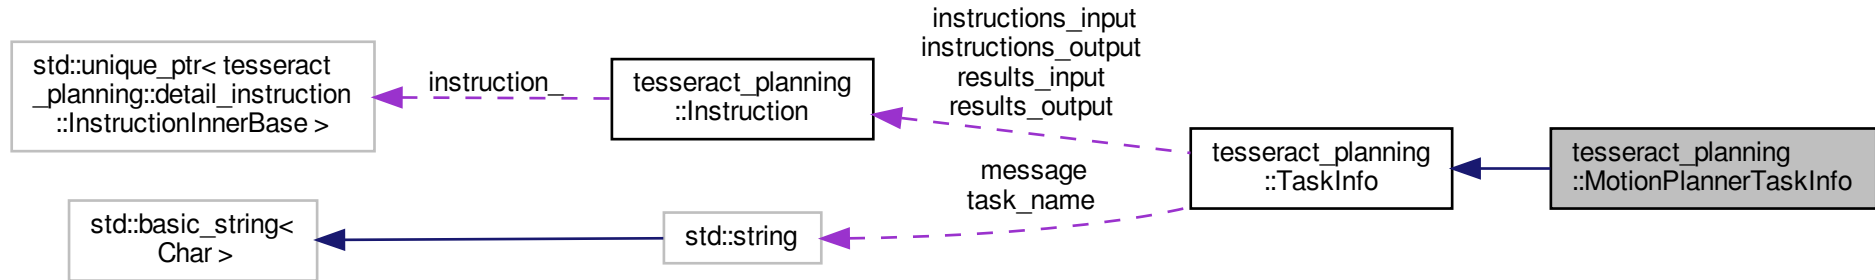 std::unique_ptr< tesseract
_planning::detail_instruction
::InstructionInnerBase >
instruction_
tesseract_planning
::Instruction
instructions_input
instructions_output
results_input
results_output
tesseract_planning
::TaskInfo
tesseract_planning
::MotionPlannerTaskInfo
std::basic_string<
Char >
std::string
message
task_name